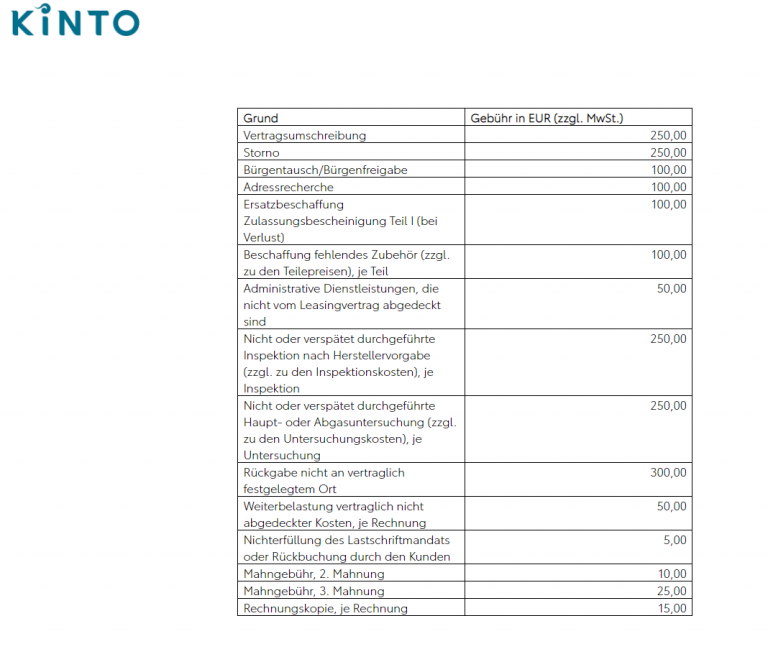 KINTO
Grund Gebühr in EUR (zzgl. MwSt.)
Vertragsumschreibung 250,00
Storno 250,00
Bürgentausch/Bürgenfreigabe 100,00
Adressrecherche 100,00
Ersatzbeschaffung 100,00
Zulassungsbescheinigung Teil I (bei
Verlust)
Beschaffung fehlendes Zubehör (zzgl. 100,00
zu den Teilepreisen), je Teil
Administrative Dienstleistungen, die 50,00
nicht vom Leasingvertrag abgedeckt
sind
Nicht oder verspätet durchgeführte 250,00
Inspektion nach Herstellervorgabe
(zzgl. zu den Inspektionskosten), je
Inspektion
Nicht oder verspätet durchgeführte 250,00
Haupt- oder Abgasuntersuchung (zzgl.
zu den Untersuchungskosten), je
Untersuchung
Rückgabe nicht an vertraglich 300,00
festgelegtem Ort
Weiterbelastung vertraglich nicht 50,00
abgedeckter Kosten, je Rechnung
Nichterfüllung des Lastschriftmandats 5,00
oder Rückbuchung durch den Kunden
Mahngebühr, 2. Mahnung 10,00
Mahngebühr, 3. Mahnung 25,00
Rechnungskopie, je Rechnung 15,00